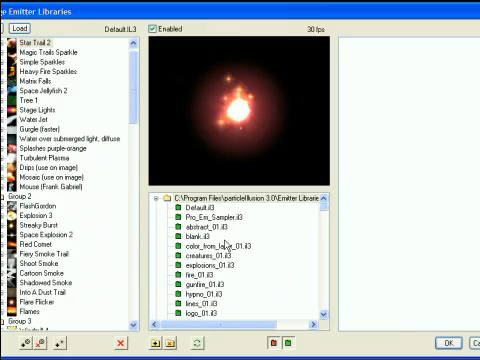 ge Emitter Libraries
Load
Default.IL3
Enabled
30 fps
Star Trail 2
Magic Trails Sparkle
Simple Sparkles
Heavy Fire Sparkles
Matrix Falls
Space Jellyfish 2
Tree 1
Stage Lights
Water Jet
Gurgle (faster)
Water over submerged light, diffuse
Splashes purple-orange
Turbulent Plasma
Drips (use on image)
Mosaic (use on image)
Mouse (Frank Gabriel)
Group 2
FlashGordon
Explosion 3
Streaky Burst
Space Explosion 2
Red Comet
Fiery Smoke Trail
Shoot Smoke
Cartoon Smoke
Shadowed Smoke
Into A Dust Trail
Flare Flicker
Flames
Group 3
C:\Program Files\particleIllusion 3.0\Emitter Librarie
Default.il3
Pro_Em_Sampler.il3
abstract_01.il3
blank.il3
color_from_ _01.il3
creatures_01.il3
explosions_01.il3
fire_01.il3
gunfire_01.il3
hypno_01.il3
lines_01.il3
logo_01.il3
OK
Ca